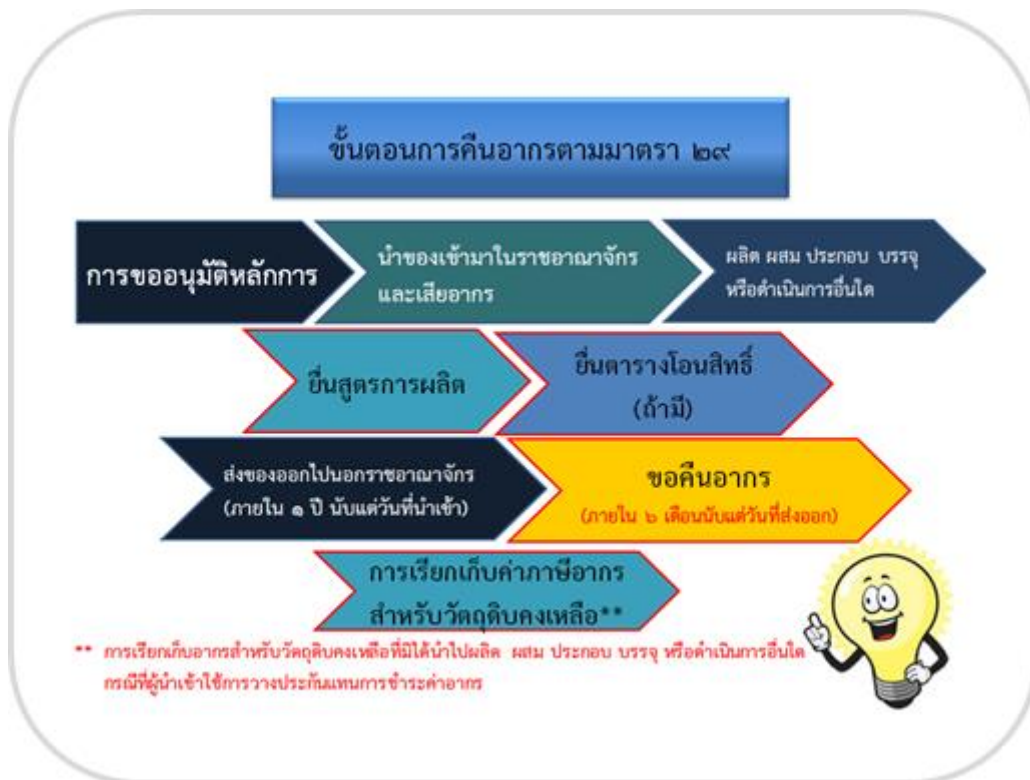 ขั้นตอนการคืนอากรตามมาตรา ๒๙
การขออนุมัติหลักการ
นำของเข้ามาในราชอาณาจักร
และเสียอากร
ผลิต ผสม ประกอบ บรรจุ
หรือดำเนินการอื่นใด
ยื่นสูตรการผลิต
ยื่นตารางโอนสิทธิ์
(ถ้ามี)
ส่งของออกไปนอกราชอาณาจักร
(ภายใน ๑ ปี นับแต่วันที่นำเข้า)
ขอคืนอากร
(ภายใน ๖ เดือนนับแต่วันที่ส่งออก)
การเรียกเก็บค่าภาษีอากร
สำหรับวัตถุดิบคงเหลือ**
** การเรียกเก็บอากรสำหรับวัตถุดิบคงเหลือที่มิได้นำไปผลิต ผสม ประกอบ บรรจุ หรือดำเนินการอื่นใด
กรณีที่ผู้นำเข้าใช้การวางประกันแทนการชำระค่าอากร